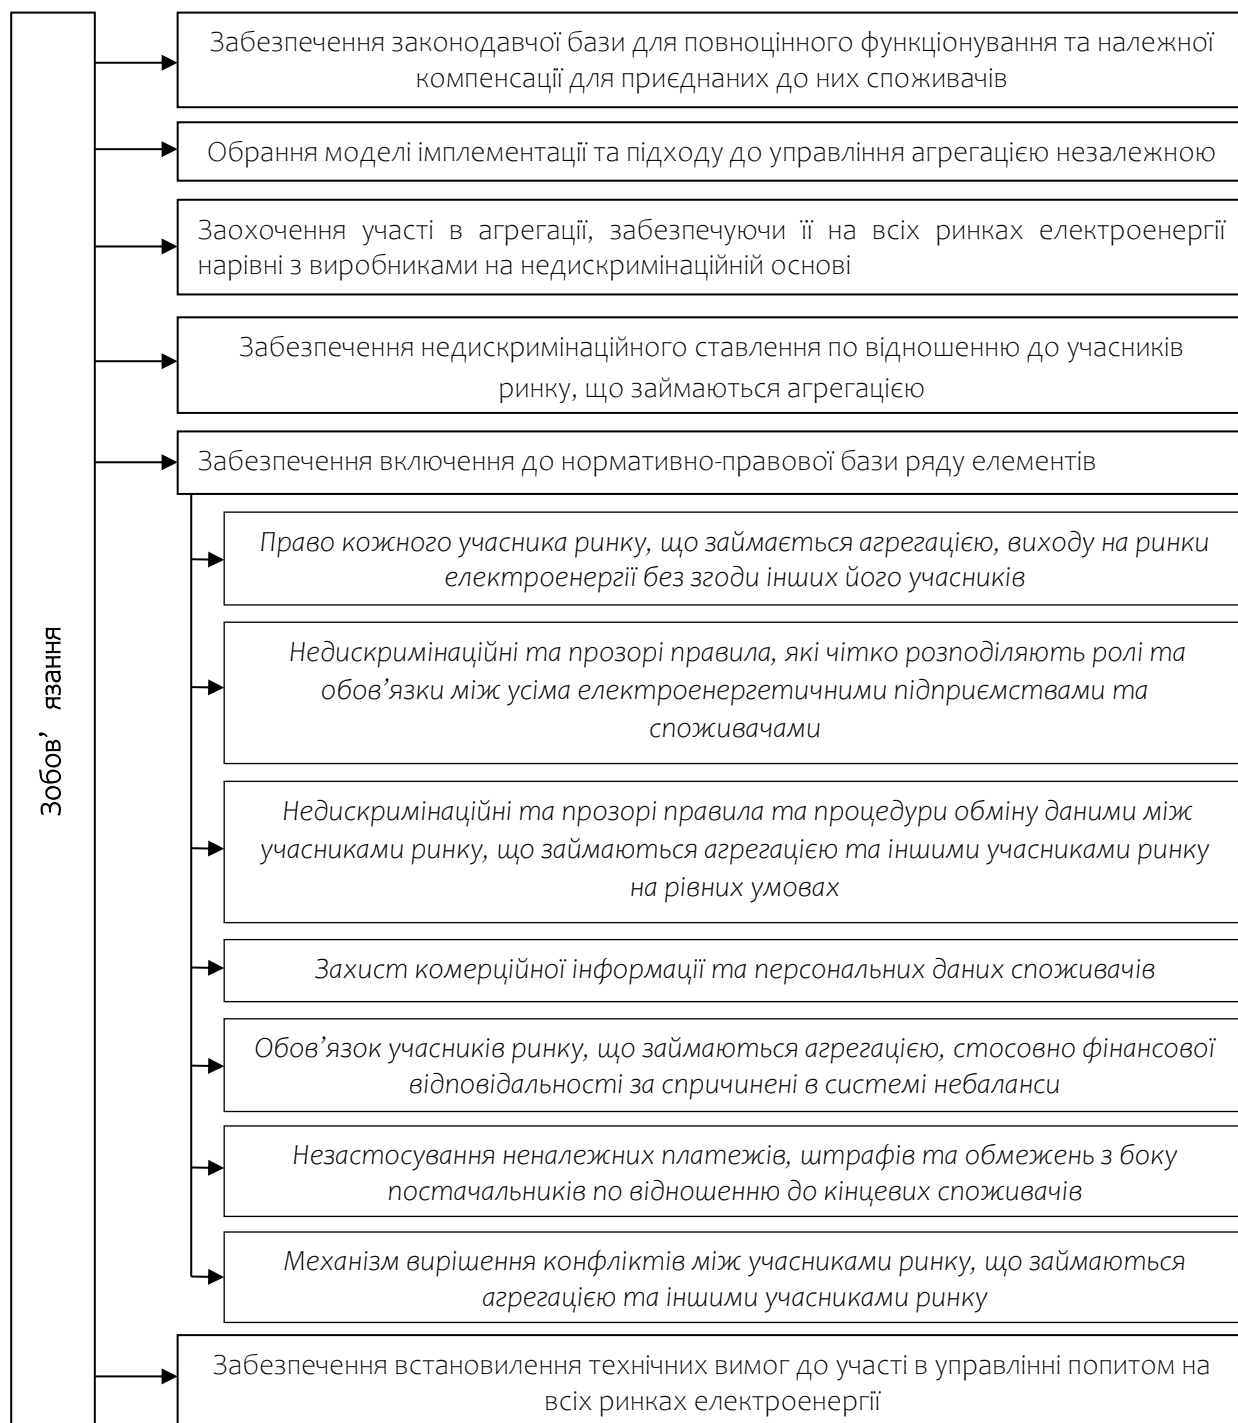 Зобов’ язання
Забезпечення законодавчої бази для повноцінного функціонування та належної
компенсації для приєднаних до них споживачів
Обрання моделі імплементації та підходу до управління агрегацією незалежною
Заохочення участі в агрегації, забезпечуючи її на всіх ринках електроенергії
нарівні з виробниками на недискримінаційній основі
Забезпечення недискримінаційного ставлення по відношенню до учасників
ринку, що займаються агрегацією
Забезпечення включення до нормативно-правової бази ряду елементів
Право кожного учасника ринку, що займається агрегацією, виходу на ринки
електроенергії без згоди інших його учасників
Недискримінаційні та прозорі правила, які чітко розподіляють ролі та
обов’язки між усіма електроенергетичними підприємствами та
споживачами
Недискримінаційні та прозорі правила та процедури обміну даними між
учасниками ринку, що займаються агрегацією та іншими учасниками ринку
на рівних умовах
Захист комерційної інформації та персональних даних споживачів
Обов’язок учасників ринку, що займаються агрегацією, стосовно фінансової
відповідальності за спричинені в системі небаланси
Незастосування неналежних платежів, штрафів та обмежень з боку
постачальників по відношенню до кінцевих споживачів
Механізм вирішення конфліктів між учасниками ринку, що займаються
агрегацією та іншими учасниками ринку
Забезпечення встановилення технічних вимог до участі в управлінні попитом на
всіх ринках електроенергії